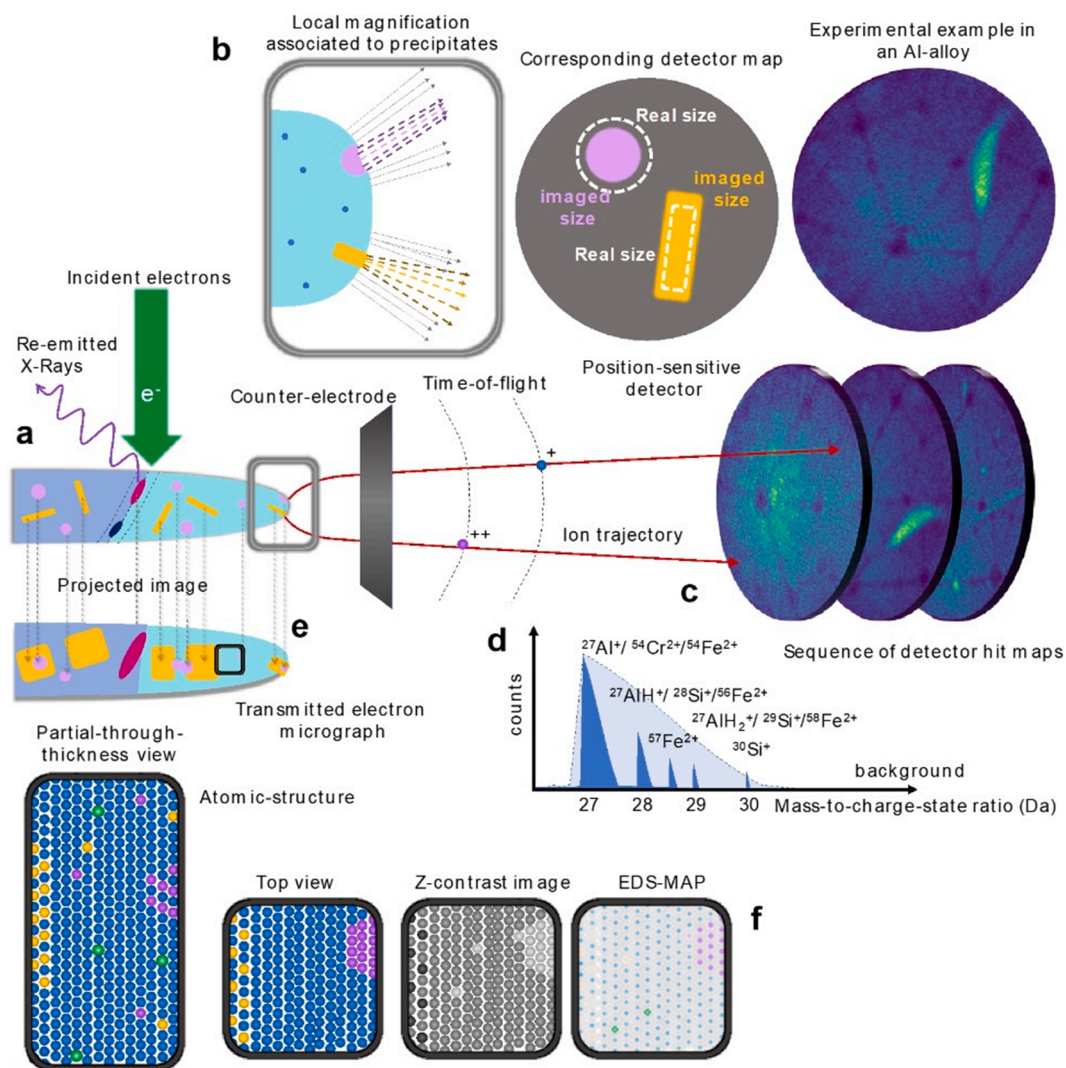 b
Local magnification
associated to precipitates
Corresponding detector map
Real size
imaged
size
imaged
size
Real size
Experimental example in
an Al-alloy
Incident electrons
Re-emitted
X-Rays
e-
a
Counter-electrode
Time-of-flight
Position-sensitive
detector
+
++
Ion trajectory
c
Projected image
e
Sequence of detector hit maps
d
counts
²⁷Al⁺/ ⁵⁴Cr²⁺/⁵⁴Fe²⁺
²⁷AlH⁺/ ²⁸Si⁺/⁵⁶Fe²⁺
²⁷AlH₂⁺/ ²⁹Si⁺/⁵⁸Fe²⁺
⁵⁷Fe²⁺
³⁰Si⁺
background
27 28 29 30
Mass-to-charge-state ratio (Da)
Transmitted electron
micrograph
Partial-through-
thickness view
Atomic-structure
Top view
Z-contrast image
EDS-MAP
f